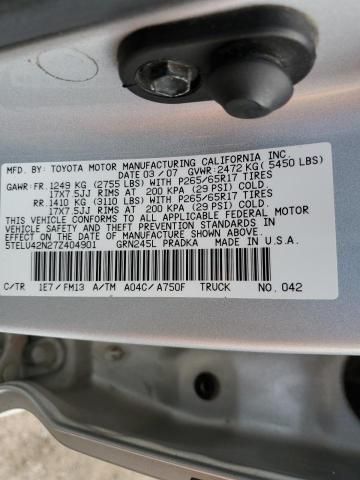 MFD. BY: TOYOTA MOTOR MANUFACTURING CALIFORNIA INC.
DATE 03 / 07 GVWR: 2472 KG (5450 LBS)
GAWR: FR. 1249 KG (2755 LBS) WITH P265/65R17 TIRES
17X7.5JJ RIMS AT 200 KPA (29 PSI) COLD.
RR. 1410 KG (3110 LBS) WITH P265/65R17 TIRES
17X7.5JJ RIMS AT 200 KPA (29 PSI) COLD.
THIS VEHICLE CONFORMS TO ALL APPLICABLE FEDERAL MOTOR
VEHICLE SAFETY AND THEFT PREVENTION STANDARDS IN
EFFECT ON THE DATE OF MANUFACTURE SHOWN ABOVE.
5TELU42N27Z404901 GRN245L PRADKA MADE IN U.S.A.
C/TR 1E7 / FM13 A/TM A04C / A750F TRUCK NO. 042